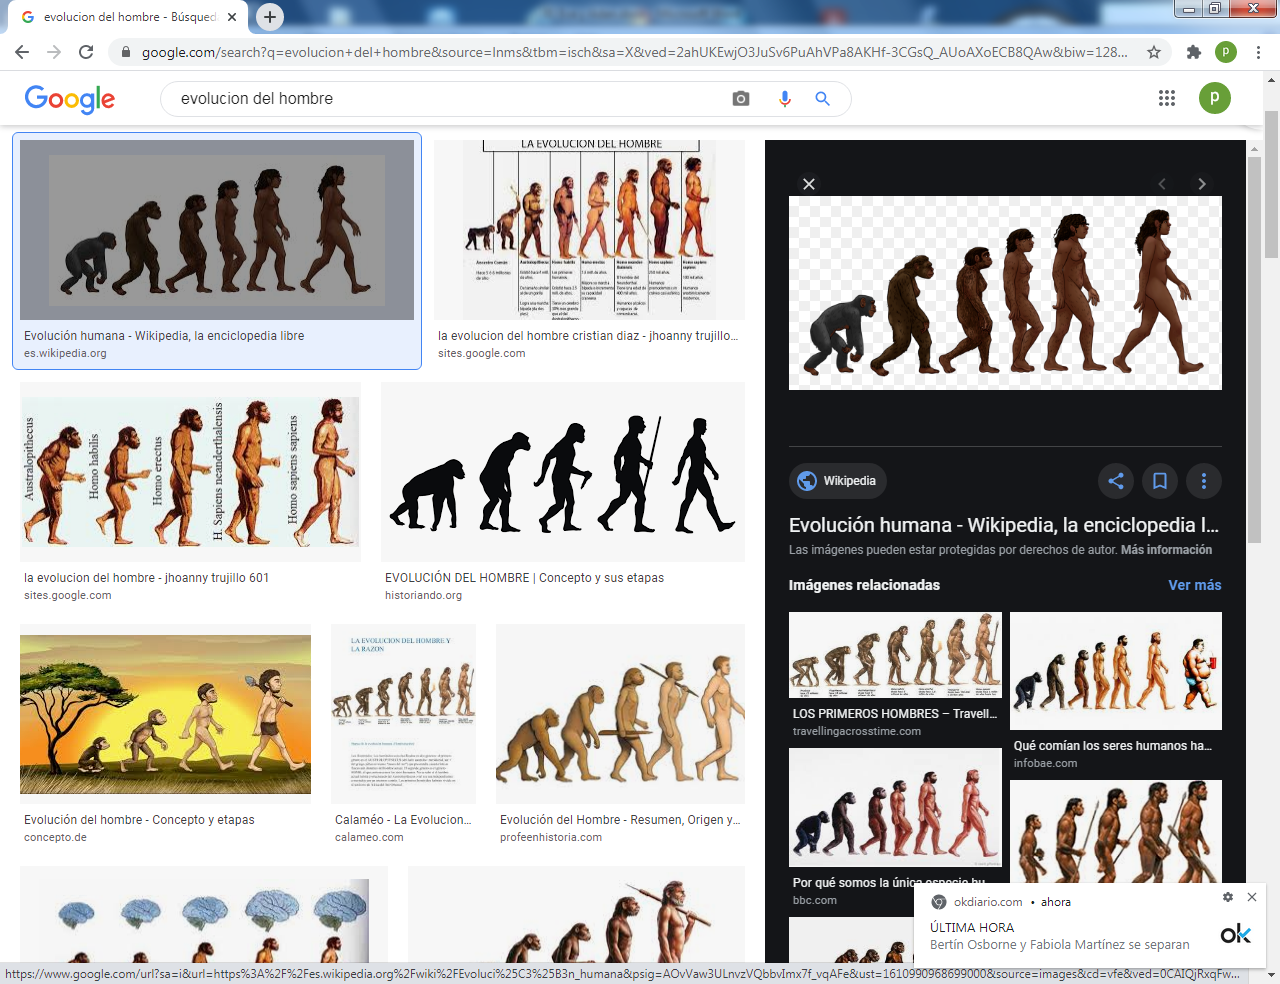 evolucion del hombre - Búsqued
google.com/search?q=evolucion+del+hombre&source=lnms&tbm=isch&sa=X&ved=2ahUKEwjO3JuSv6PuAhVPa8AKHf-3CGsQ_AUoAXoECB8QAw&biw=128...
p
Google
evolucion del hombre
p
LA EVOLUCION DEL HOMBRE
Evolución humana - Wikipedia, la enciclopedia libre
es.wikipedia.org
la evolucion del hombre cristian diaz - jhoanny trujillo...
sites.google.com
Australopithecus
Homo habilis
Homo erectus
H. Sapiens neanderthalensis
Homo sapiens sapiens
la evolucion del hombre - jhoanny trujillo 601
sites.google.com
EVOLUCIÓN DEL HOMBRE | Concepto y sus etapas
historiando.org
LA EVOLUCION DEL HOMBRE Y
LA RAZON
Evolución del hombre - Concepto y etapas
concepto.de
Calaméo - La Evolucion...
calameo.com
Evolución del Hombre - Resumen, Origen y...
profeenhistoria.com
Wikipedia
Evolución humana - Wikipedia, la enciclopedia l...
Las imágenes pueden estar protegidas por derechos de autor. Más información
Imágenes relacionadas
Ver más
LOS PRIMEROS HOMBRES – Travell...
travellingacrosstime.com
Qué comían los seres humanos ha...
infobae.com
Por qué somos la única especie hu
bbc.com
okdiario.com • ahora
ÚLTIMA HORA
Bertín Osborne y Fabiola Martínez se separan
ok
https://www.google.com/url?sa=i&url=https%3A%2F%2Fes.wikipedia.org%2Fwiki%2FEvoluci%25C3%25B3n_humana&psig=AOvVaw3ULnvzVQbbvImx7f_vqAFe&ust=1610990968699000&source=images&cd=vfe&ved=0CAIQjRxqFw...